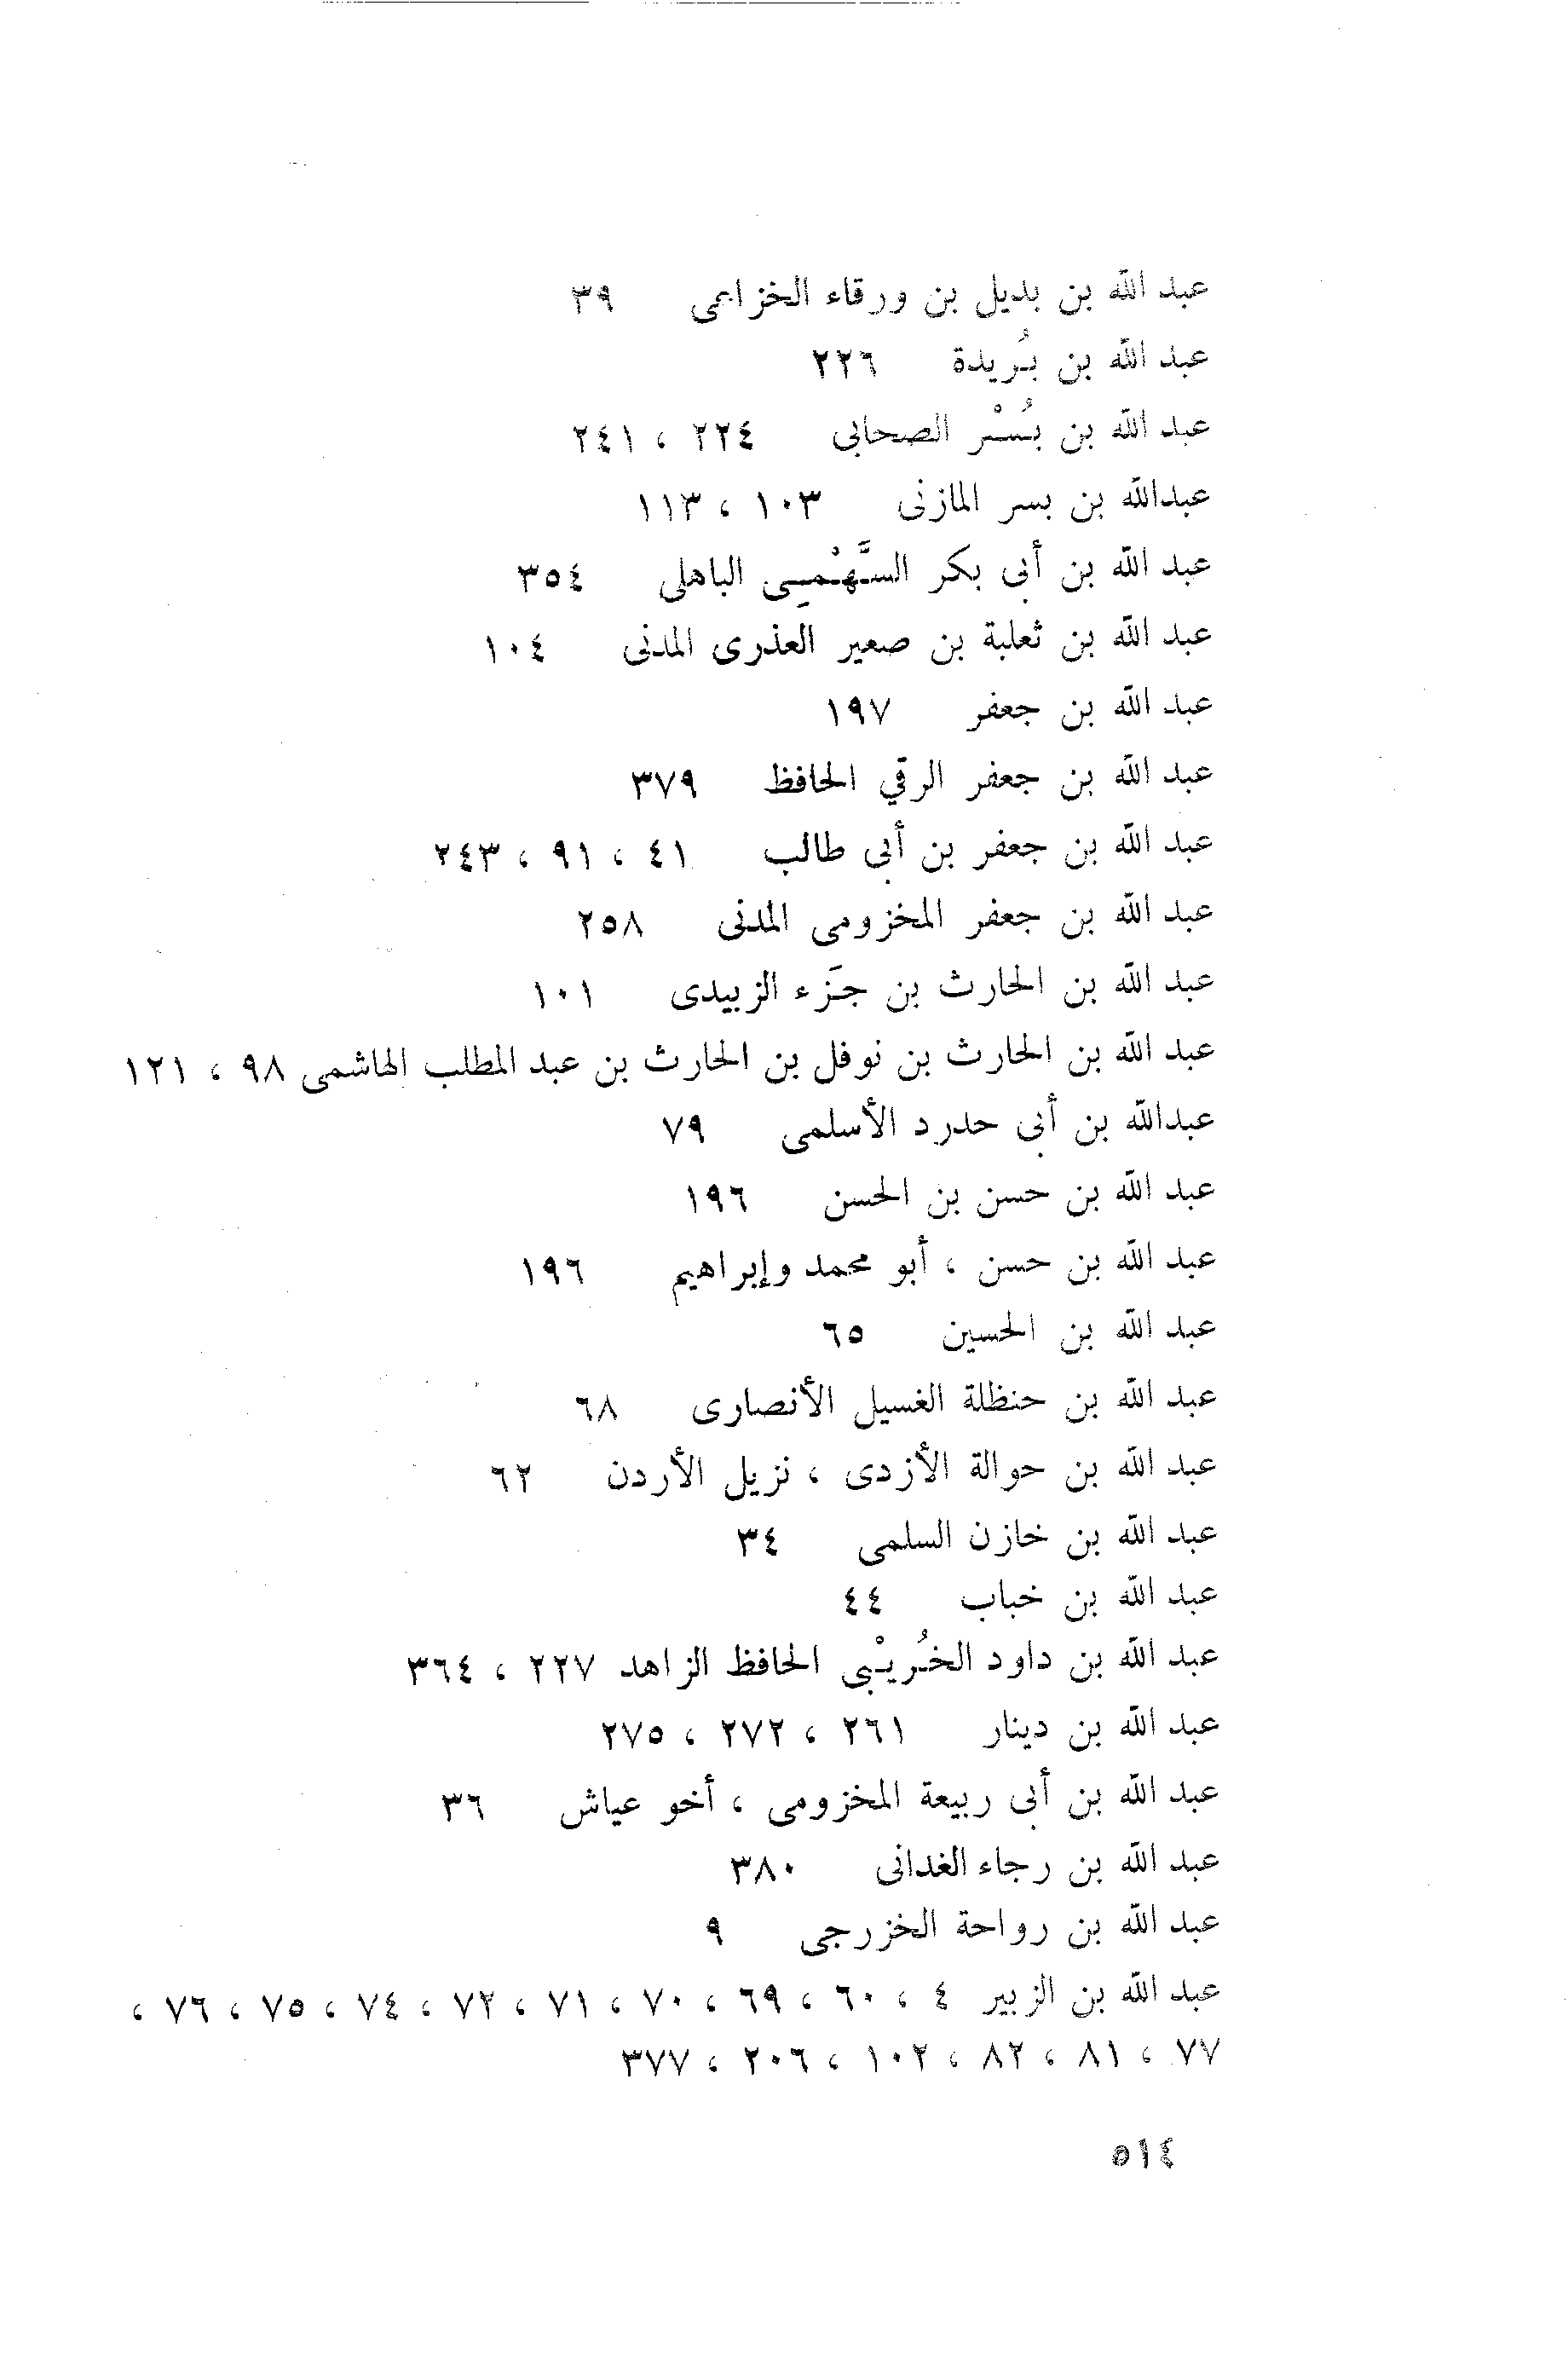 عبد الله بن بديل بن ورقاء الخزاعى ٣٩
عبد الله بن بُريدة ٢٢٦
عبد الله بن بُسْر الصحابى ٢٢٤ ، ٢٤١
عبدالله بن بسر المازنى ١٠٣ ، ١١٣
عبد الله بن أبى بكر السَّهْمِى الباهلى ٣٥٤
عبد الله بن ثعلبة بن صعير العذرى المدنى ١٠٤
عبد الله بن جعفر ١٩٧
عبد الله بن جعفر الرقي الحافظ ٣٧٩
عبد الله بن جعفر بن أبى طالب ٤١ ، ٩١ ، ٢٤٣
عبد الله بن جعفر المخزومى المدنى ٢٥٨
عبد الله بن الحارث بن جَزء الزبيدى ١٠١
عبد الله بن الحارث بن نوفل بن الحارث بن عبد المطلب الهاشمى ٩٨ ، ١٢١
عبدالله بن أبى حدرد الأسلمى ٧٩
عبد الله بن حسن بن الحسن ١٩٦
عبد الله بن حسن ، أبو محمد وإبراهيم ١٩٦
عبد الله بن الحسين ٦٥
عبد الله بن حنظلة الغسيل الأنصارى ٦٨
عبد الله بن حوالة الأزدى ، نزيل الأردن ٦٢
عبد الله بن خازن السلمى ٣٤
عبد الله بن خباب ٤٤
عبد الله بن داود الخُريْبى الحافظ الزاهد ٢٢٧ ، ٣٦٤
عبد الله بن دينار ٢٦١ ، ٢٧٢ ، ٢٧٥
عبد الله بن أبى ربيعة المخزومى ، أخو عياش ٣٦
عبد الله بن رجاء الغدانى ٣٨٠
عبد الله بن رواحة الخزرجى ٩
عبد الله بن الزبير ٤ ، ٦٠ ، ٦٩ ، ٧٠ ، ٧١ ، ٧٢ ، ٧٤ ، ٧٥ ، ٧٦ ،
٧٧ ، ٨١ ، ٨٢ ، ١٠٢ ، ٢٠٦ ، ٣٧٧
٥١٤